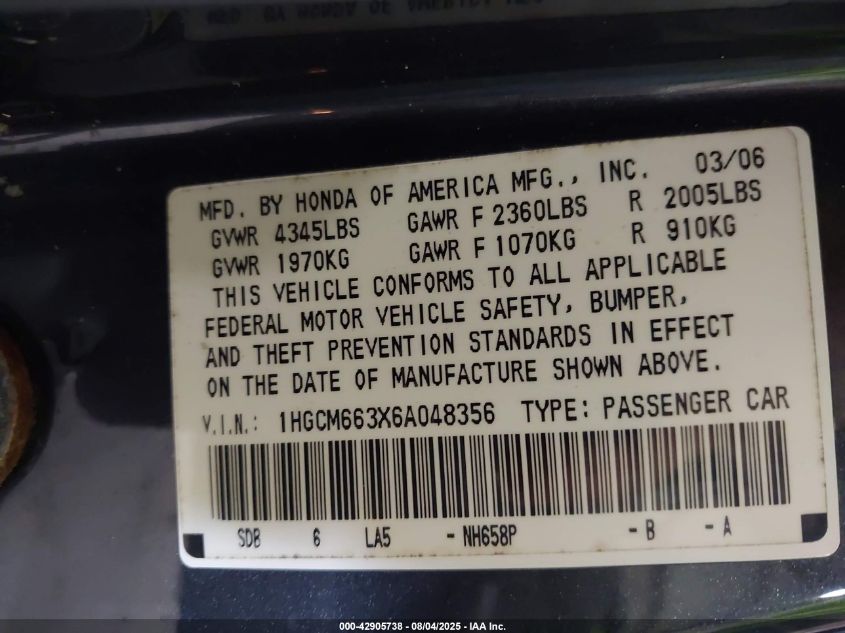 MFD. BY HONDA OF AMERICA MFG., INC. 03/06
GVWR 4345LBS GAWR F 2360LBS R 2005LBS
GVWR 1970KG GAWR F 1070KG R 910KG
THIS VEHICLE CONFORMS TO ALL APPLICABLE
FEDERAL MOTOR VEHICLE SAFETY, BUMPER,
AND THEFT PREVENTION STANDARDS IN EFFECT
ON THE DATE OF MANUFACTURE SHOWN ABOVE.
V.I.N.: 1HGCM663X6A048356 TYPE: PASSENGER CAR
SDB 6 LA5 -NH658P -B -A
000-42905738 - 08/04/2025 - IAA Inc.